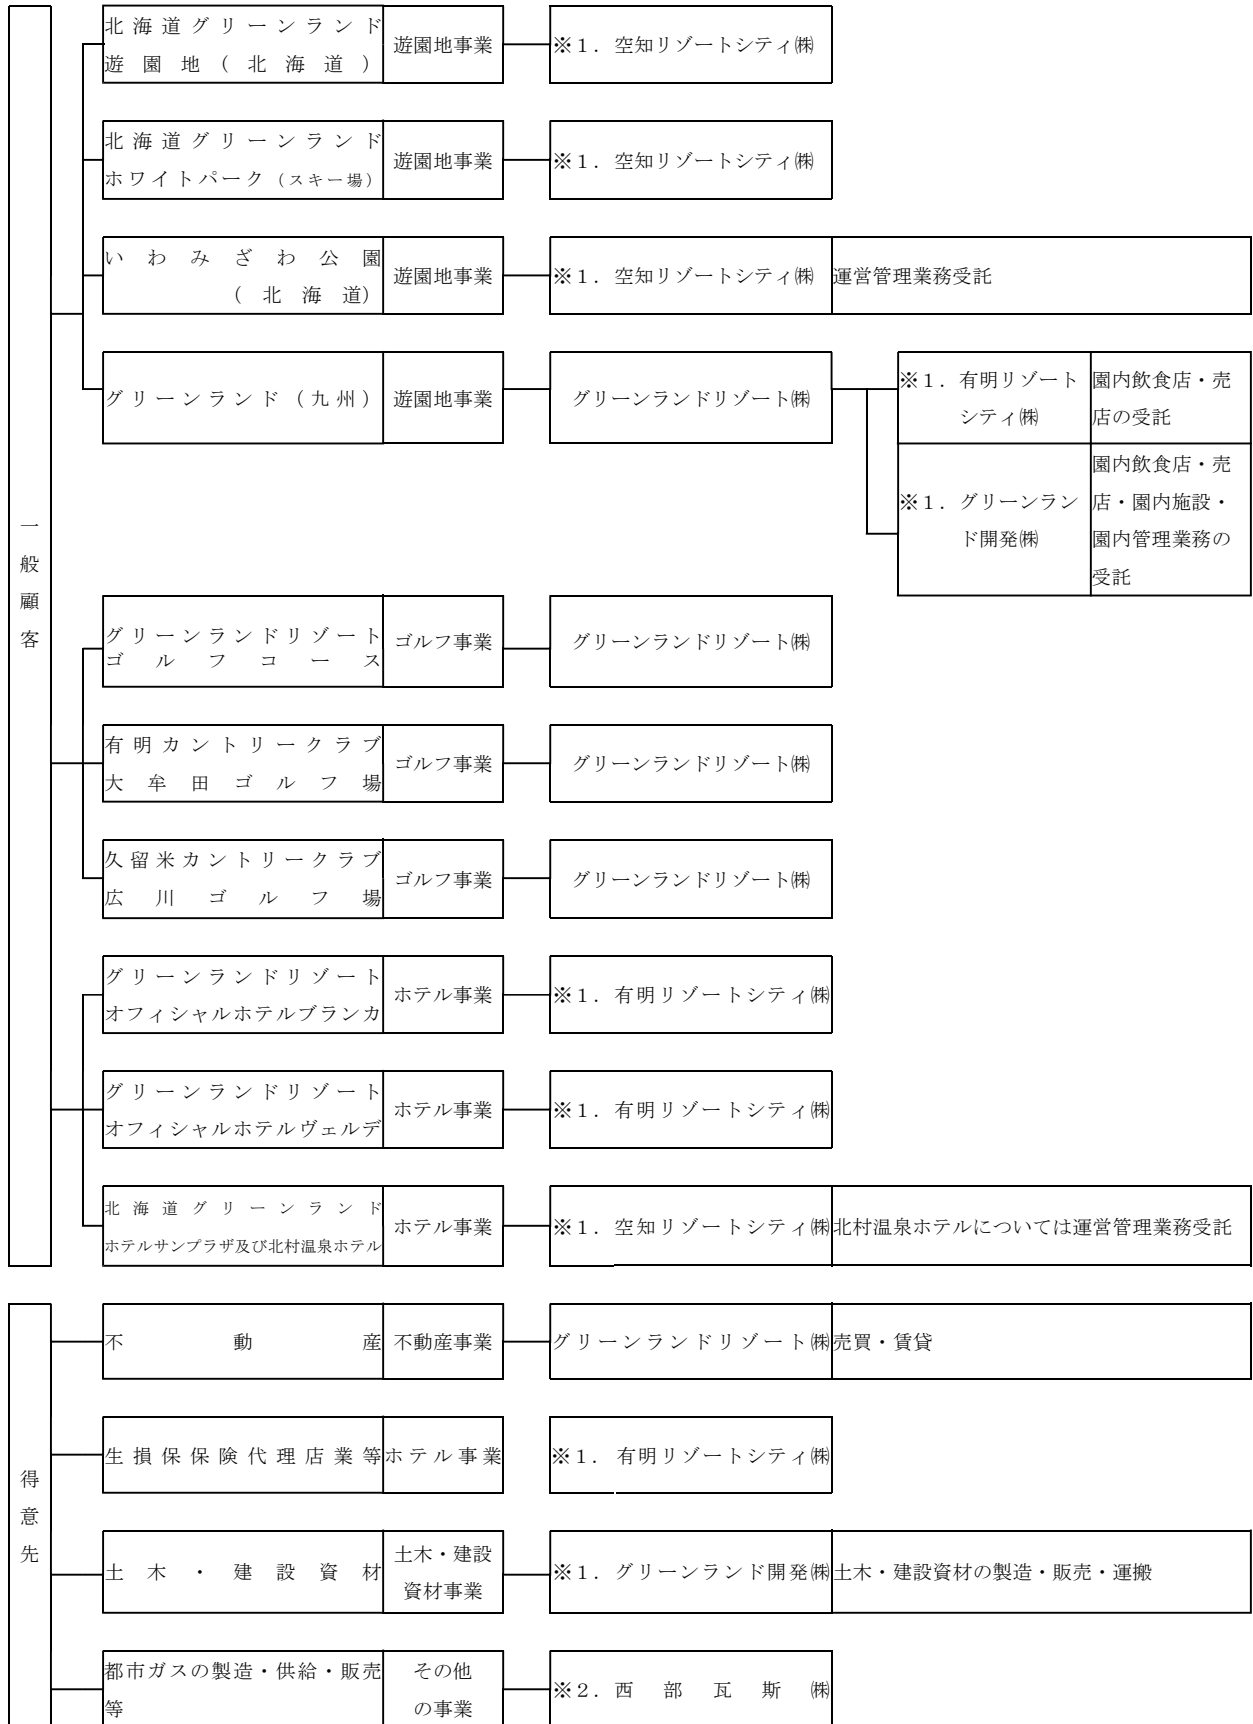 一般顧客
北海道グリーンランド
遊園地(北海道)
遊園地事業
※1. 空知リゾートシティ㈱
北海道グリーンランド
ホワイトパーク(スキー場)
遊園地事業
※1. 空知リゾートシティ㈱
いわみざわ公園
(北海道)
遊園地事業
※1. 空知リゾートシティ㈱
運営管理業務受託
グリーンランド(九州)
遊園地事業
グリーンランドリゾート㈱
※1. 有明リゾート
シティ㈱
園内飲食店・売
店の受託
※1. グリーンラン
ド開発㈱
園内飲食店・売
店・園内施設・
園内管理業務の
受託
グリーンランドリゾート
ゴルフコース
ゴルフ事業
グリーンランドリゾート㈱
有明カントリークラブ
大牟田ゴルフ場
ゴルフ事業
グリーンランドリゾート㈱
久留米カントリークラブ
広川ゴルフ場
ゴルフ事業
グリーンランドリゾート㈱
グリーンランドリゾート
オフィシャルホテルブランカ
ホテル事業
※1. 有明リゾートシティ㈱
グリーンランドリゾート
オフィシャルホテルヴェルデ
ホテル事業
※1. 有明リゾートシティ㈱
北海道グリーンランド
ホテルサンプラザ及び北村温泉ホテル
ホテル事業
※1. 空知リゾートシティ㈱
北村温泉ホテルについては運営管理業務受託
得意先
不動産
不動産事業
グリーンランドリゾート㈱
売買・賃貸
生損保保険代理店業等
ホテル事業
※1. 有明リゾートシティ㈱
土木・建設資材
土木・建設
資材事業
※1. グリーンランド開発㈱
土木・建設資材の製造・販売・運搬
都市ガスの製造・供給・販売
等
その他
の事業
※2. 西部瓦斯㈱